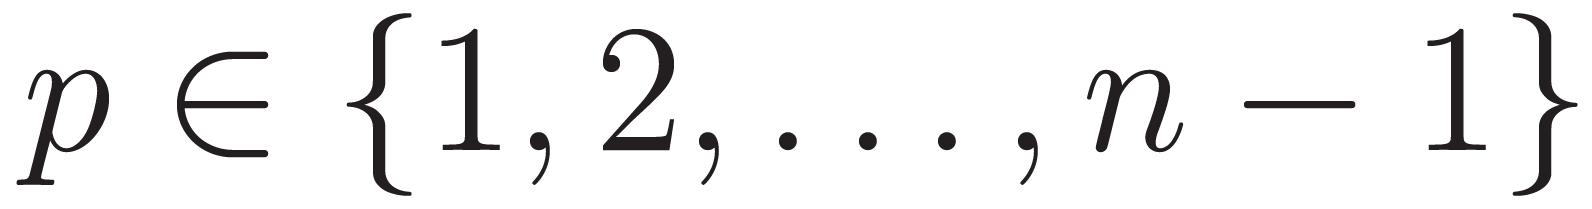 p ∈ {1, 2, . . . , n − 1}